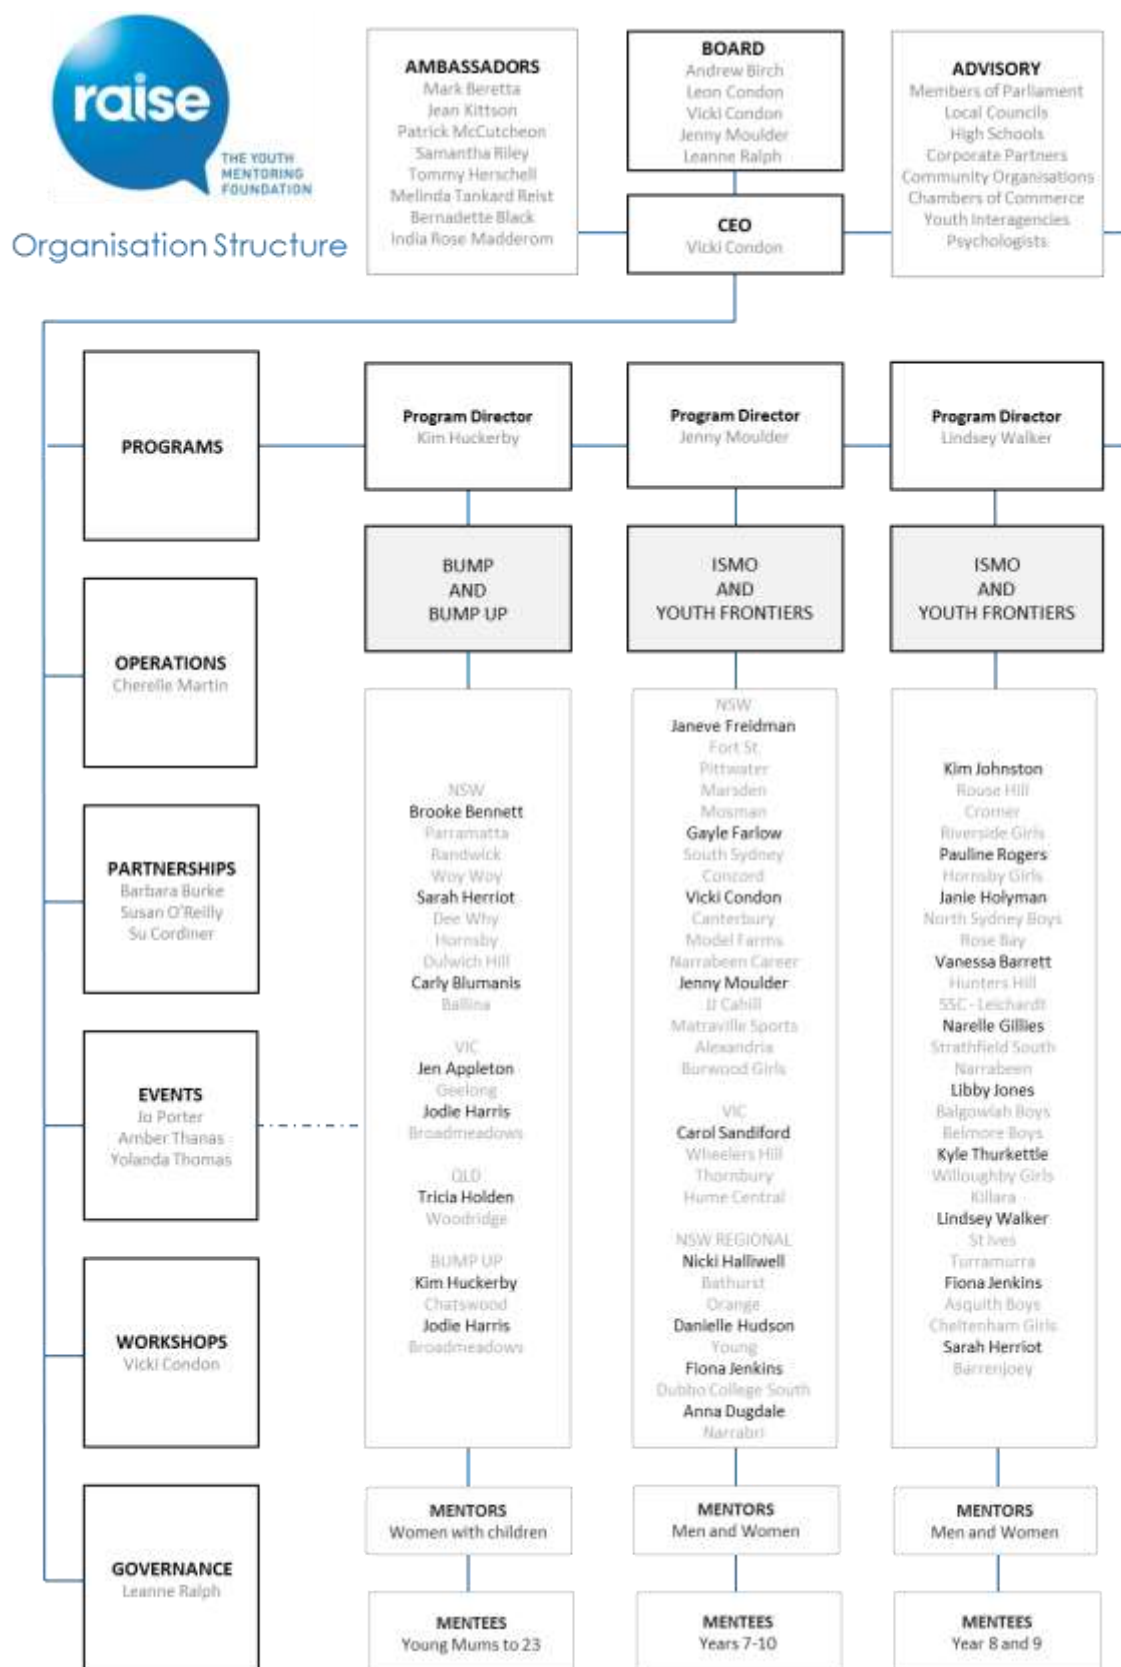 raise
THE YOUTH
MENTORING
FOUNDATION
Organisation Structure
AMBASSADORS
Mark Beretta
Jean Kittson
Patrick McCutcheon
Samantha Riley
Tommy Herschell
Melinda Tankard Reist
Bernadette Black
India Rose Madderom
BOARD
Andrew Birch
Leon Condon
Vicki Condon
Jenny Moulder
Leanne Ralph
CEO
Vicki Condon
ADVISORY
Members of Parliament
Local Councils
High Schools
Corporate Partners
Community Organisations
Chambers of Commerce
Youth Interagencies
Psychologists
PROGRAMS
OPERATIONS
Cherelle Martin
PARTNERSHIPS
Barbara Burke
Susan O'Reilly
Su Cordiner
EVENTS
Jo Porter
Amber Thanas
Yolanda Thomas
WORKSHOPS
Vicki Condon
GOVERNANCE
Leanne Ralph
Program Director
Kim Huckerby
BUMP
AND
BUMP UP
NSW
Brooke Bennett
Parramatta
Randwick
Woy Woy
Sarah Herriot
Dee Why
Hornsby
Dulwich Hill
Carly Blumanis
Ballina
VIC
Jen Appleton
Geelong
Jodie Harris
Broadmeadows
QLD
Tricia Holden
Woodridge
BUMP UP
Kim Huckerby
Chatswood
Jodie Harris
Broadmeadows
MENTORS
Women with children
MENTEES
Young Mums to 23
Program Director
Jenny Moulder
ISMO
AND
YOUTH FRONTIERS
NSW
Janeve Freidman
Fort St
Pittwater
Marsden
Mosman
Gayle Farlow
South Sydney
Concord
Vicki Condon
Canterbury
Model Farms
Narrabeen Career
Jenny Moulder
JJ Cahill
Matraville Sports
Alexandria
Burwood Girls
VIC
Carol Sandiford
Wheelers Hill
Thornbury
Hume Central
NSW REGIONAL
Nicki Halliwell
Bathurst
Orange
Danielle Hudson
Young
Fiona Jenkins
Dubbo College South
Anna Dugdale
Narrabri
MENTORS
Men and Women
MENTEES
Years 7-10
Program Director
Lindsey Walker
ISMO
AND
YOUTH FRONTIERS
Kim Johnston
Rouse Hill
Cromer
Riverside Girls
Pauline Rogers
Hornsby Girls
Janie Holyman
North Sydney Boys
Rose Bay
Vanessa Barrett
Hunters Hill
SSC - Leichardt
Narelle Gillies
Strathfield South
Narrabeen
Libby Jones
Balgowlah Boys
Belmore Boys
Kyle Thurkettle
Willoughby Girls
Killara
Lindsey Walker
St Ives
Turramurra
Fiona Jenkins
Asquith Boys
Cheltenham Girls
Sarah Herriot
Barrenjoey
MENTORS
Men and Women
MENTEES
Year 8 and 9